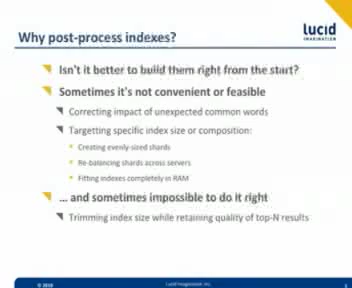 lucid
IMAGINATION
Why post-process indexes?
Isn't it better to build them right from the start?
Sometimes it's not convenient or feasible
Correcting impact of unexpected common words
Targetting specific index size or composition:
Creating evenly-sized shards
Re-balancing shards across servers
Fitting indexes completely in RAM
... and sometimes impossible to do it right
Trimming index size while retaining quality of top-N results
© 2010
Lucid Imagination, Inc.